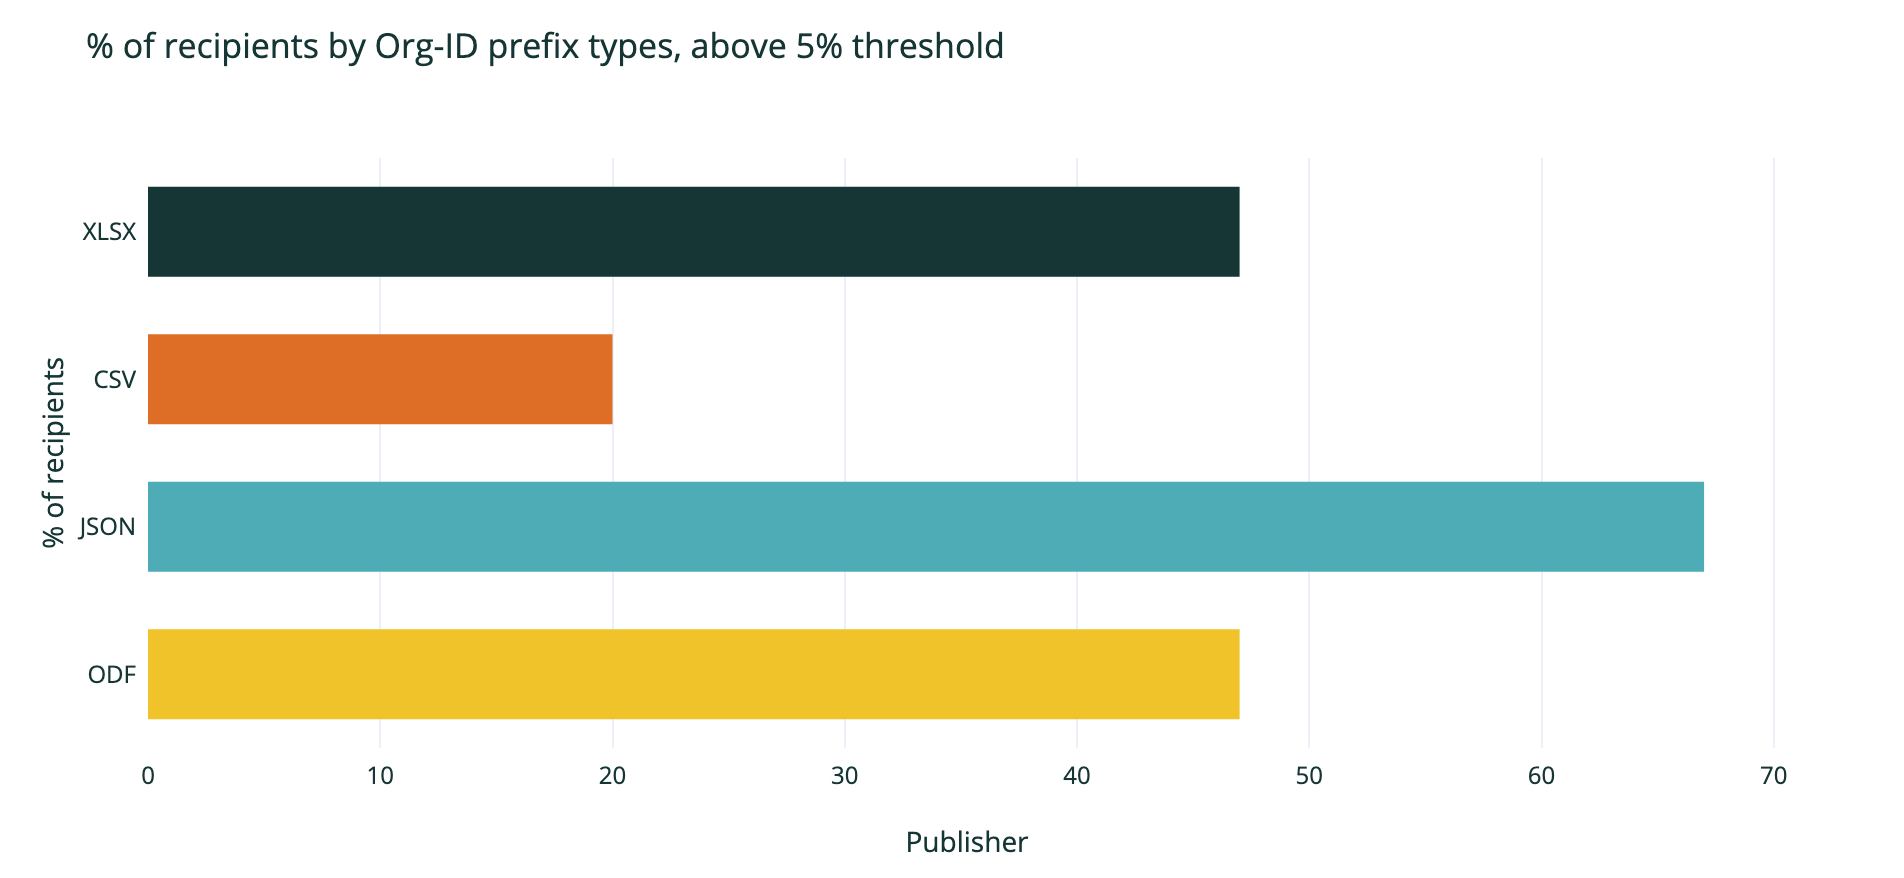 % of recipients by Org-ID prefix types, above 5% threshold
% of recipients
XLSX
CSV
JSON
ODF
0 10 20 30 40 50 60 70
Publisher